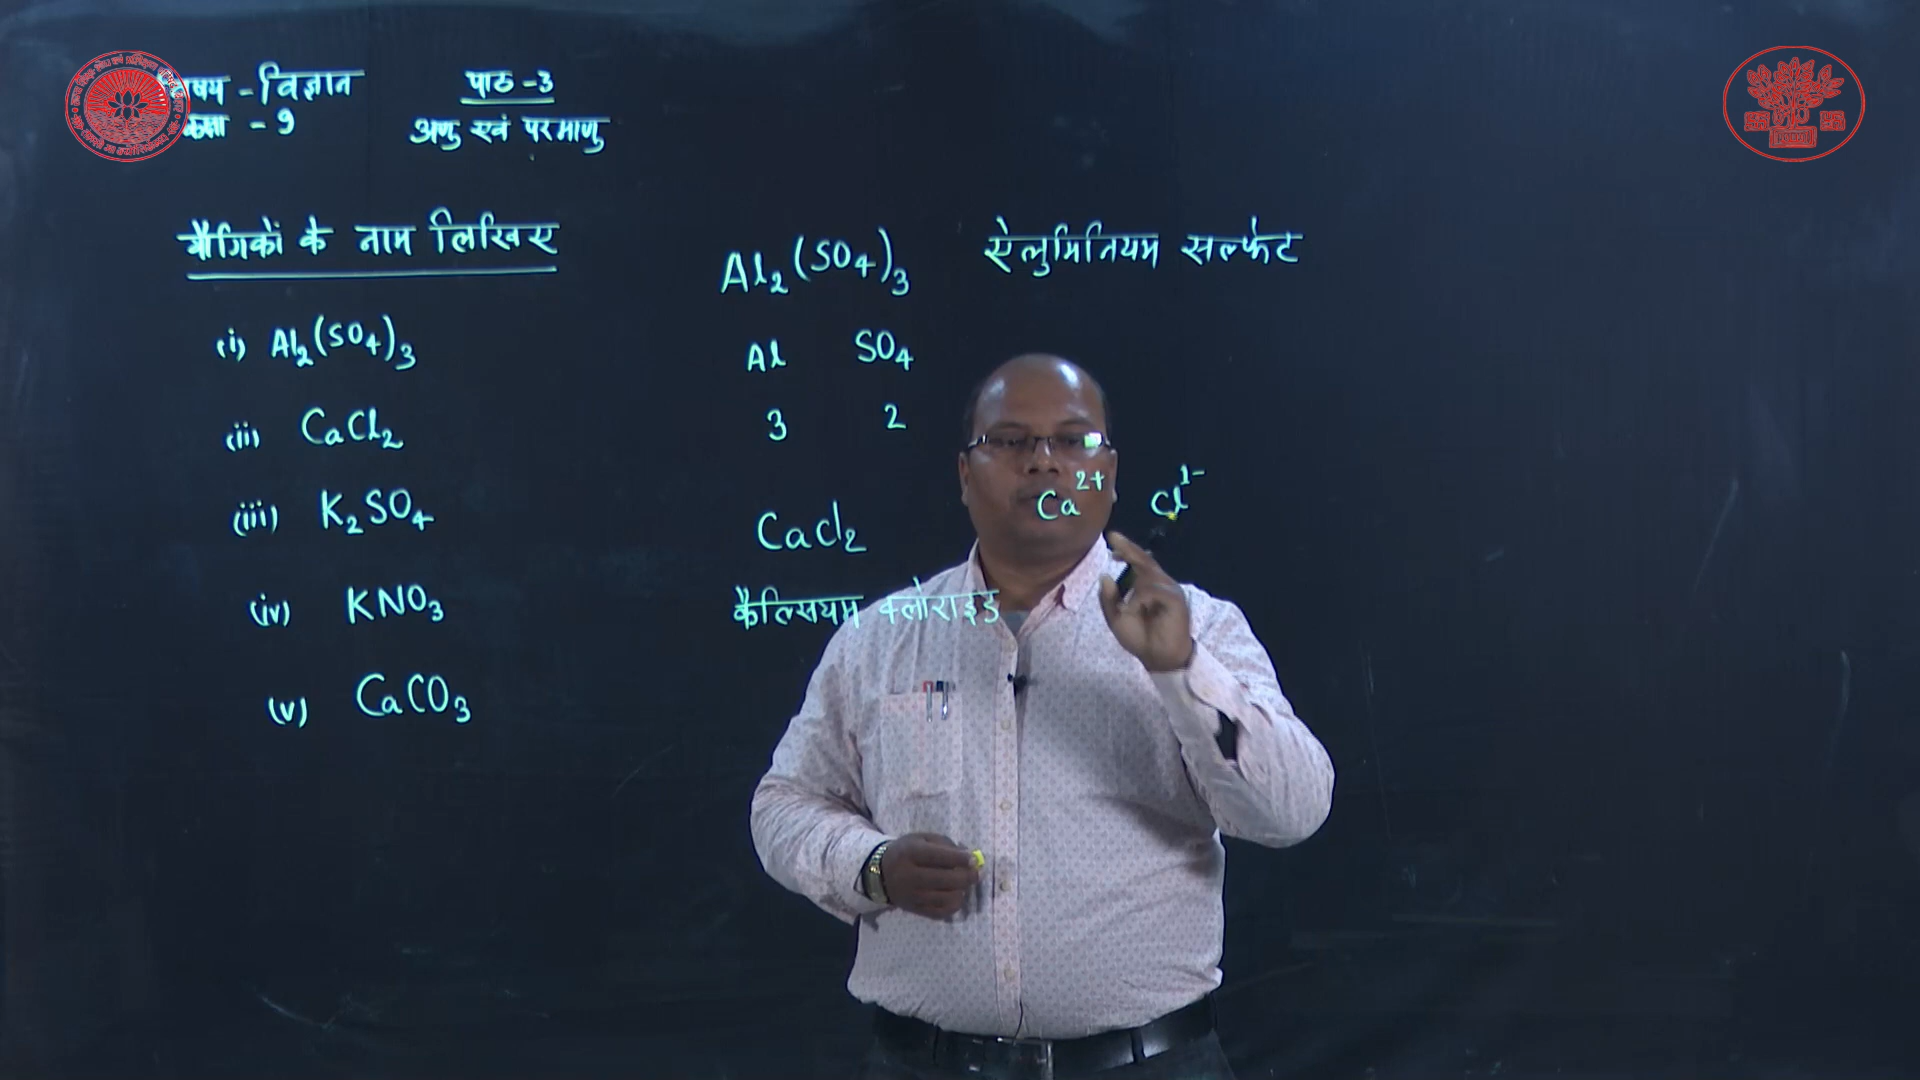 विषय - विज्ञान
कक्षा - 9
पाठ - 3
अणु एवं परमाणु
यौगिकों के नाम लिखिए
(i) Al₂(SO₄)₃
(ii) CaCl₂
(iii) K₂SO₄
(iv) KNO₃
(v) CaCO₃
Al₂(SO₄)₃ ऐलुमिनियम सल्फेट
Al SO₄
3 2
CaCl₂ Ca²⁺ Cl¹⁻
कैल्सियम क्लोराइड